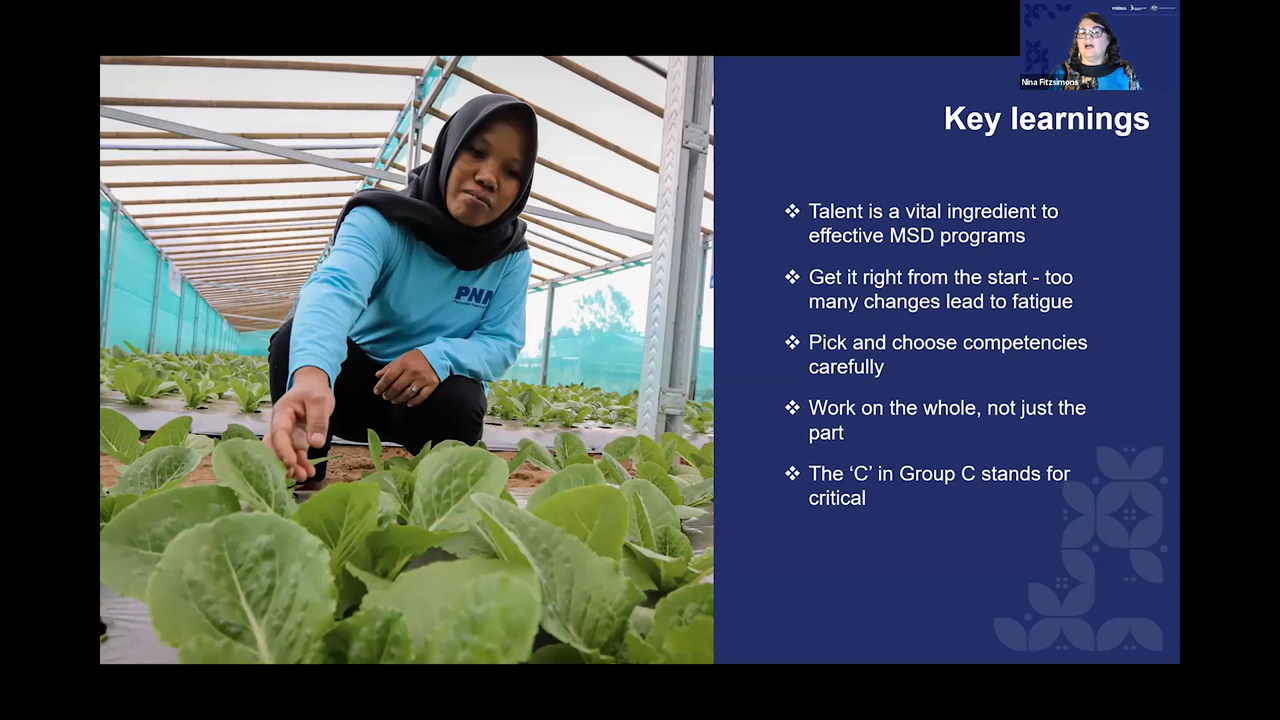 Nina Fitzsimons
Key learnings
❖ Talent is a vital ingredient to
effective MSD programs
❖ Get it right from the start - too
many changes lead to fatigue
❖ Pick and choose competencies
carefully
❖ Work on the whole, not just the
part
❖ The ‘C’ in Group C stands for
critical
PNM